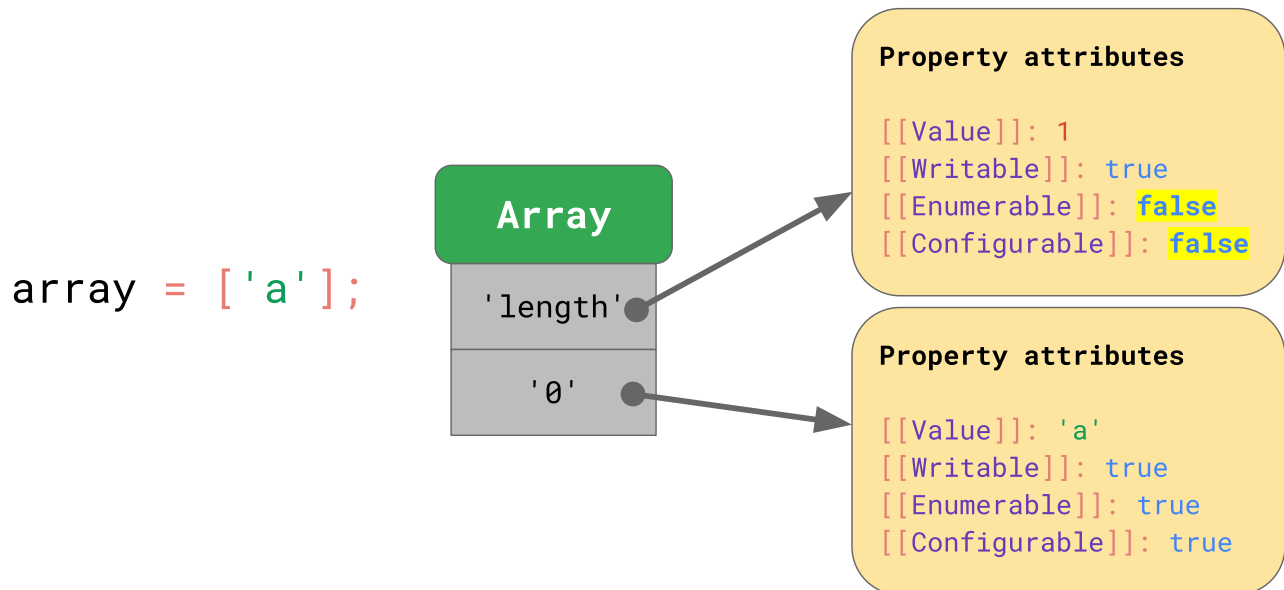 array = ['a'];
Array
'length'
'0'
Property attributes
[[Value]]: 1
[[Writable]]: true
[[Enumerable]]: false
[[Configurable]]: false
Property attributes
[[Value]]: 'a'
[[Writable]]: true
[[Enumerable]]: true
[[Configurable]]: true